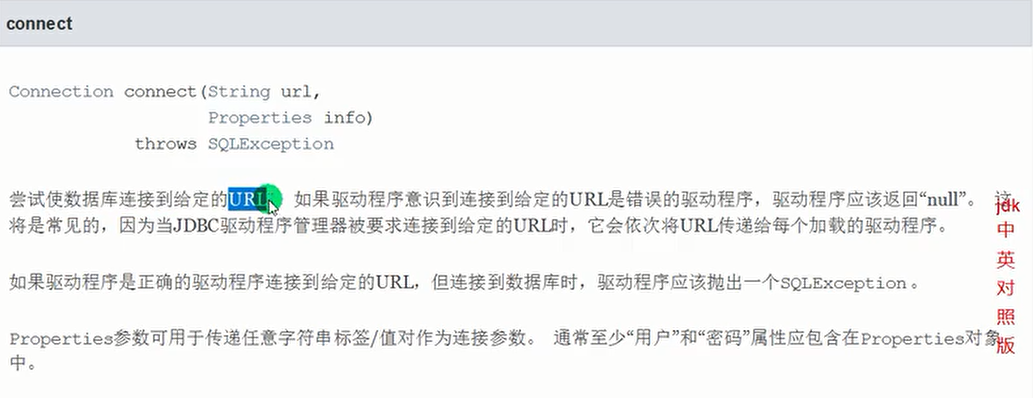 connect
Connection connect(String url,
Properties info)
throws SQLException
尝试使数据库连接到给定的URL。 如果驱动程序意识到连接到给定的URL是错误的驱动程序，驱动程序应该返回“null”。 这
将是常见的，因为当JDBC驱动程序管理器被要求连接到给定的URL时，它会依次将URL传递给每个加载的驱动程序。
如果驱动程序是正确的驱动程序连接到给定的URL，但连接到数据库时，驱动程序应该抛出一个SQLException。
Properties参数可用于传递任意字符串标签/值对作为连接参数。 通常至少“用户”和“密码”属性应包含在Properties对象
中。
jdk
中
英
对
照
版